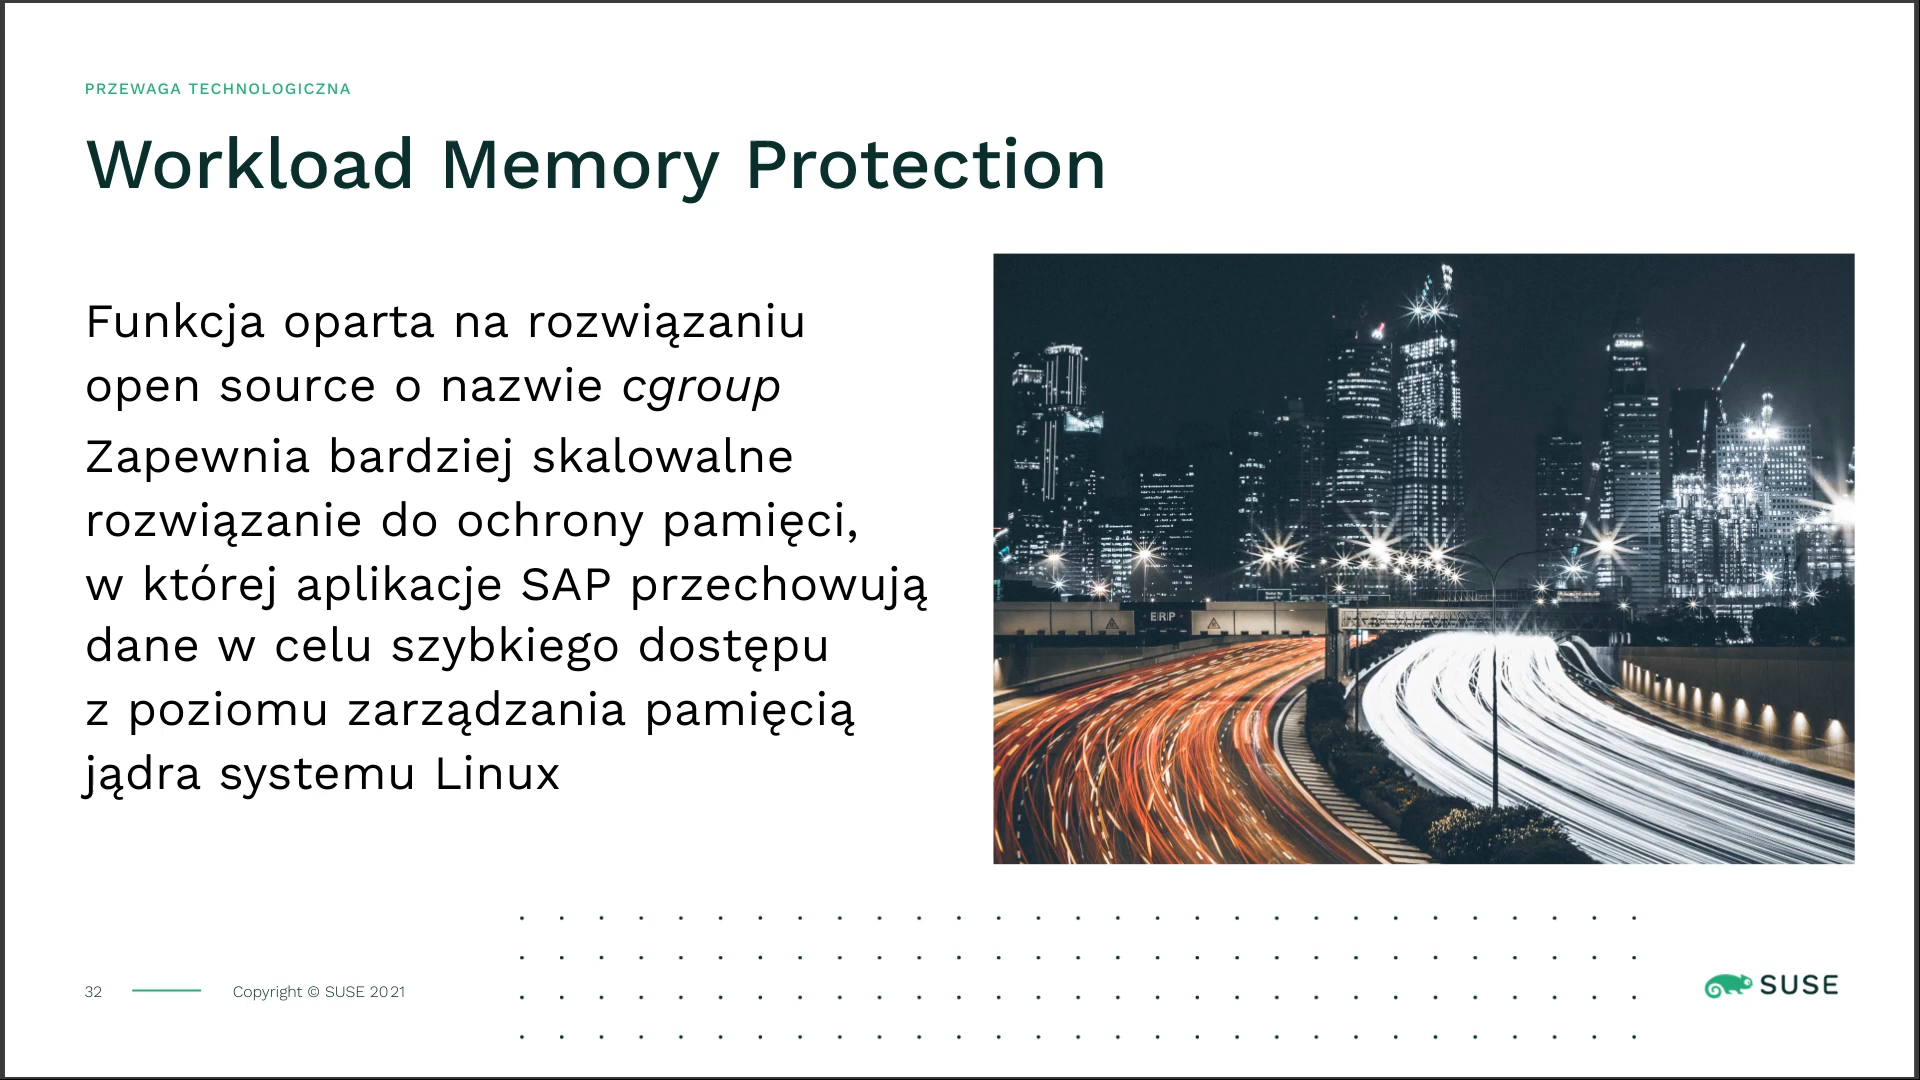 PRZEWAGA TECHNOLOGICZNA
Workload Memory Protection
Funkcja oparta na rozwiązaniu
open source o nazwie cgroup
Zapewnia bardziej skalowalne
rozwiązanie do ochrony pamięci,
w której aplikacje SAP przechowują
dane w celu szybkiego dostępu
z poziomu zarządzania pamięcią
jądra systemu Linux
ERP
32
Copyright © SUSE 2021
SUSE